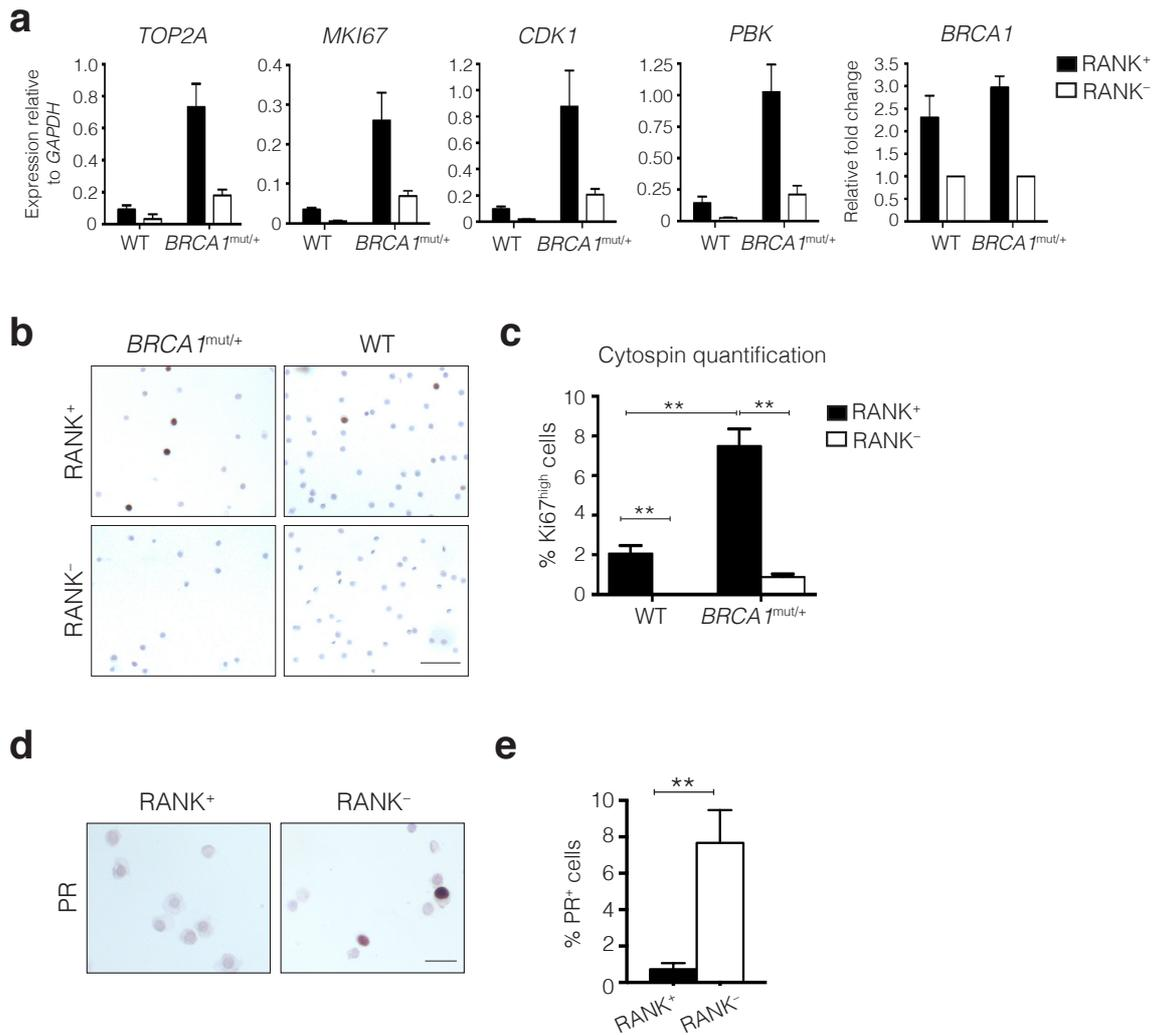 a
TOP2A
MKI67
CDK1
PBK
BRCA1
RANK⁺
RANK⁻
Expression relative
to GAPDH
1.0
0.8
0.6
0.4
0.2
0
WT BRCA1ᵐᵘᵗ/⁺
0.4
0.3
0.2
0.1
0
WT BRCA1ᵐᵘᵗ/⁺
1.2
1.0
0.8
0.6
0.4
0.2
0
WT BRCA1ᵐᵘᵗ/⁺
1.25
1.00
0.75
0.50
0.25
0
WT BRCA1ᵐᵘᵗ/⁺
Relative fold change
3.5
3.0
2.5
2.0
1.5
1.0
0.5
0
WT BRCA1ᵐᵘᵗ/⁺
b
BRCA1ᵐᵘᵗ/⁺
WT
RANK⁺
RANK⁻
c
Cytospin quantification
% Ki67ʰⁱᵍʰ cells
10
8
6
4
2
0
**
**
**
WT
BRCA1ᵐᵘᵗ/⁺
RANK⁺
RANK⁻
d
RANK⁺
RANK⁻
PR
e
% PR⁺ cells
10
8
6
4
2
0
**
RANK⁺
RANK⁻